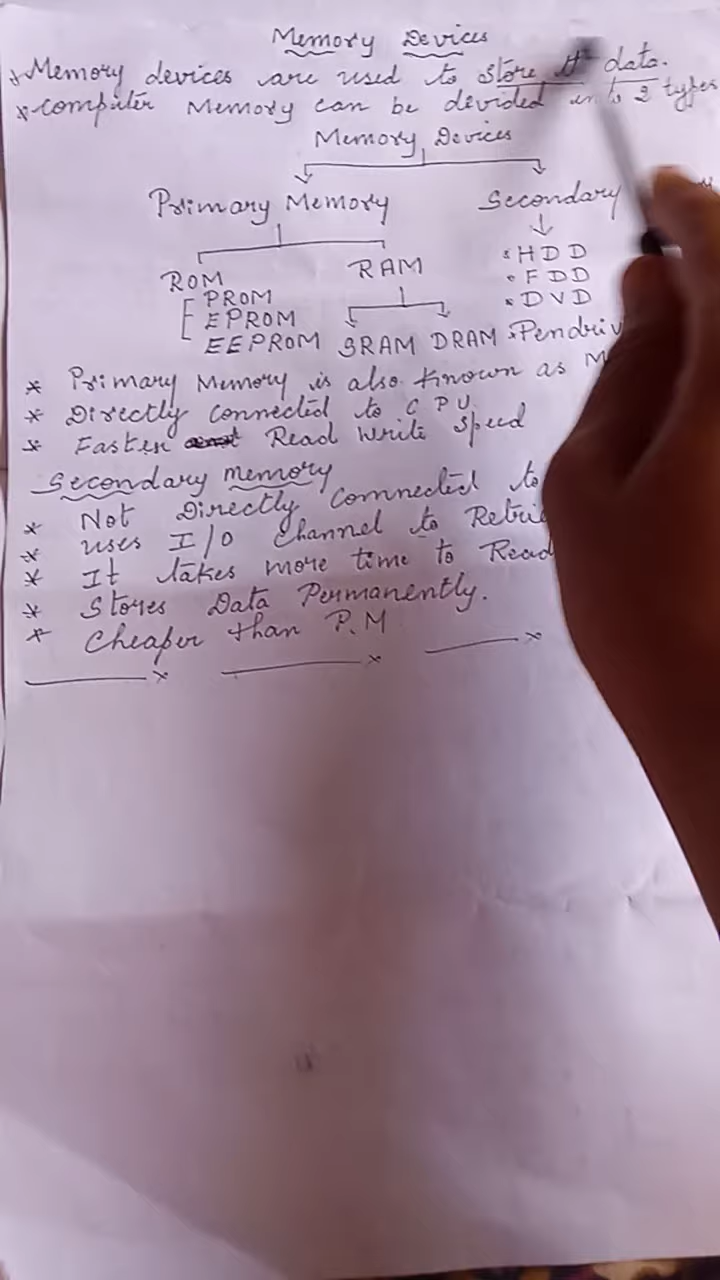 Memory Devices
* Memory devices are used to store data.
* computer Memory can be devided into 2 types
Memory Devices
Primary Memory Secondary
ROM RAM * HDD
PROM * FDD
EPROM * DVD
EEPROM SRAM DRAM * Pendriv
* Primary Memory is also known as M
* Directly connected to CPU
* Faster Read Write Speed
Secondary memory
* Not Directly connected to
* uses I/O channel to Retri
* It takes more time to Read
* Stores Data Permanently.
* Cheaper than P.M